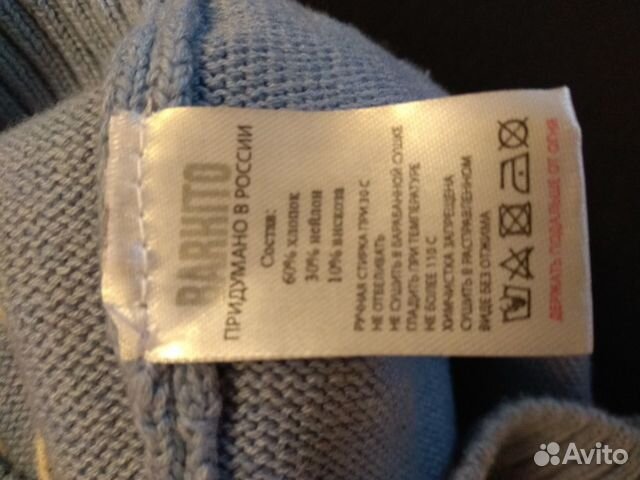 BARKITO
ПРИДУМАНО В РОССИИ
Состав:
60% хлопок
30% нейлон
10% вискоза
РУЧНАЯ СТИРКА ПРИ 30 С
НЕ ОТБЕЛИВАТЬ
НЕ СУШИТЬ В БАРАБАННОЙ СУШКЕ
ГЛАДИТЬ ПРИ ТЕМПЕРАТУРЕ
НЕ БОЛЕЕ 110 С
ХИМЧИСТКА ЗАПРЕЩЕНА
СУШИТЬ В РАСПРАВЛЕННОМ
ВИДЕ БЕЗ ОТЖИМА
ДЕРЖАТЬ ПОДАЛЬШЕ ОТ ОГНЯ
Avito